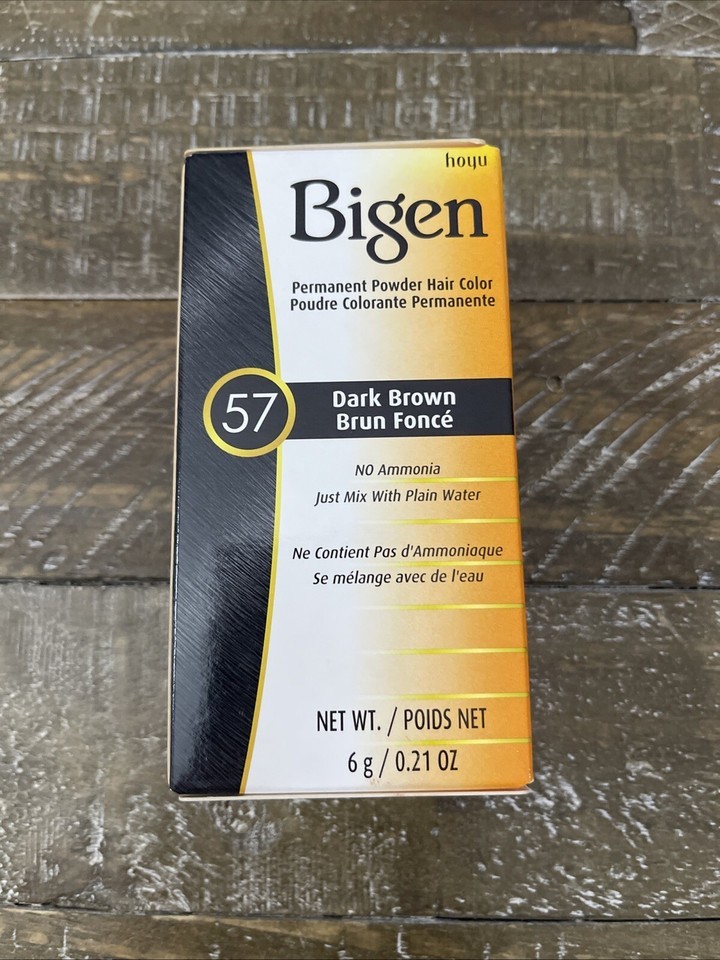 hoyu
Bigen
Permanent Powder Hair Color
Poudre Colorante Permanente
57
Dark Brown
Brun Foncé
NO Ammonia
Just Mix With Plain Water
Ne Contient Pas d'Ammoniaque
Se mélange avec de l'eau
NET WT. / POIDS NET
6 g / 0.21 OZ